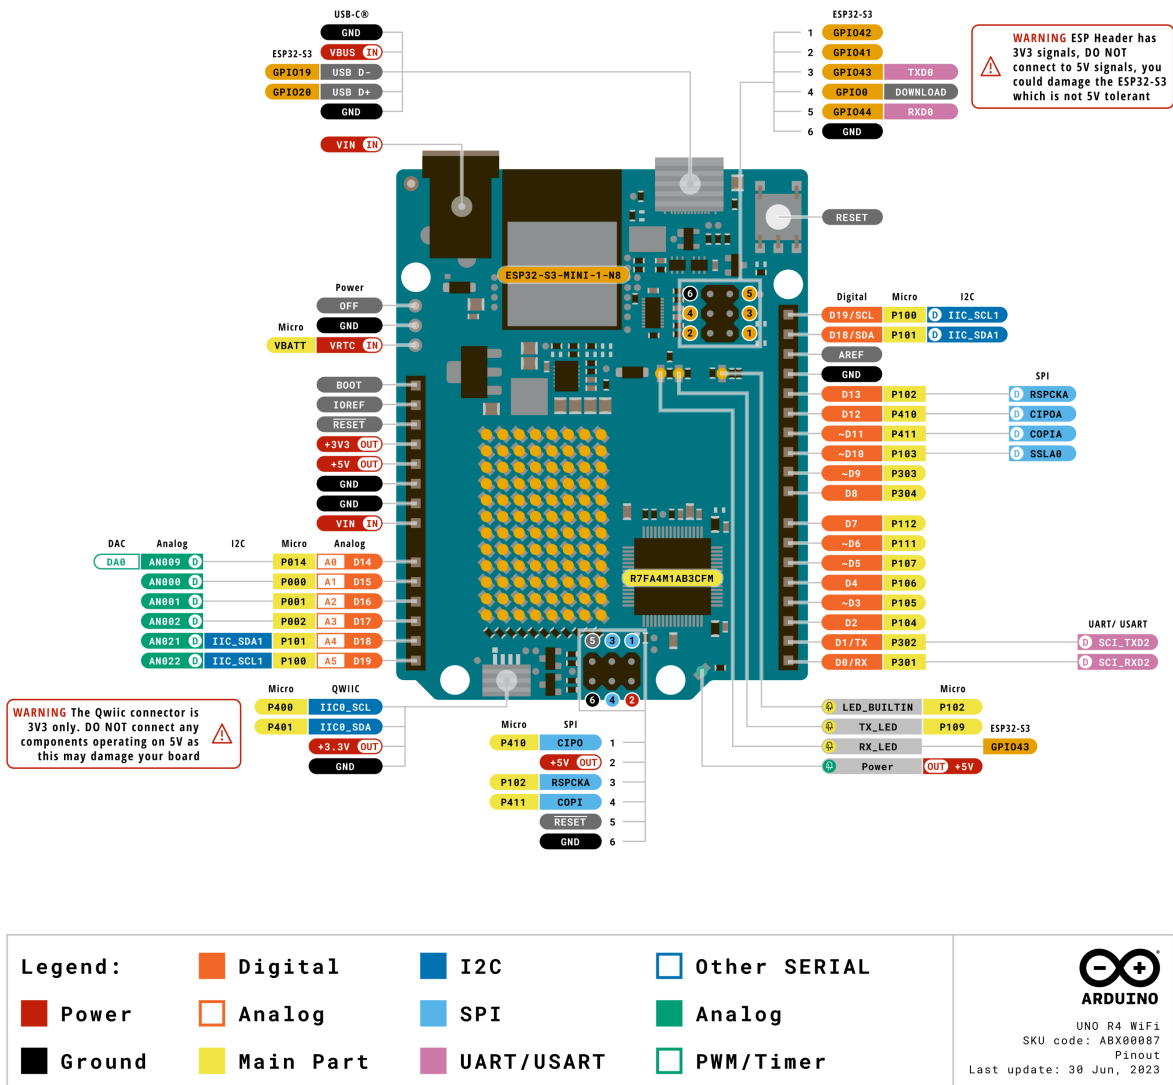 USB-C®
GND
ESP32-S3 VBUS IN
GPIO19 USB D-
GPIO20 USB D+
GND
VIN IN
ESP32-S3
1 GPIO42
2 GPIO41
3 GPIO43 TXD0
4 GPIO0 DOWNLOAD
5 GPIO44 RXD0
6 GND
WARNING ESP Header has
3V3 signals, DO NOT
connect to 5V signals, you
could damage the ESP32-S3
which is not 5V tolerant
RESET
ESP32-S3-MINI-1-N8
6 5
4 3
2 1
Power
OFF
Micro GND
VBATT VRTC IN
BOOT
IOREF
RESET
+3V3 OUT
+5V OUT
GND
GND
VIN IN
DAC Analog I2C Micro Analog
DA0 AN009 D P014 A0 D14
AN000 D P000 A1 D15
AN001 D P001 A2 D16
AN002 D P002 A3 D17
AN021 D IIC_SDA1 P101 A4 D18
AN022 D IIC_SCL1 P100 A5 D19
Digital Micro I2C
D19/SCL P100 D IIC_SCL1
D18/SDA P101 D IIC_SDA1
AREF
GND SPI
D13 P102 D RSPCKA
D12 P410 D CIPOA
~D11 P411 D COPIA
~D10 P103 D SSLA0
~D9 P303
D8 P304
D7 P112
~D6 P111
~D5 P107
D4 P106
~D3 P105
D2 P104 UART/ USART
D1/TX P302 D SCI_TXD2
D0/RX P301 D SCI_RXD2
R7FA4M1AB3CFM
5 3 1
6 4 2
Micro QWIIC
P400 IIC0_SCL
P401 IIC0_SDA
+3.3V OUT
GND
WARNING The Qwiic connector is
3V3 only. DO NOT connect any
components operating on 5V as
this may damage your board
Micro SPI
P410 CIPO 1
+5V OUT 2
P102 RSPCKA 3
P411 COPI 4
RESET 5
GND 6
Micro
LED_BUILTIN P102
TX_LED P109 ESP32-S3
RX_LED GPIO43
Power OUT +5V
Legend:
Digital
I2C
Other SERIAL
Power
Analog
SPI
Analog
Ground
Main Part
UART/USART
PWM/Timer
ARDUINO
UNO R4 WiFi
SKU code: ABX00087
Pinout
Last update: 30 Jun, 2023